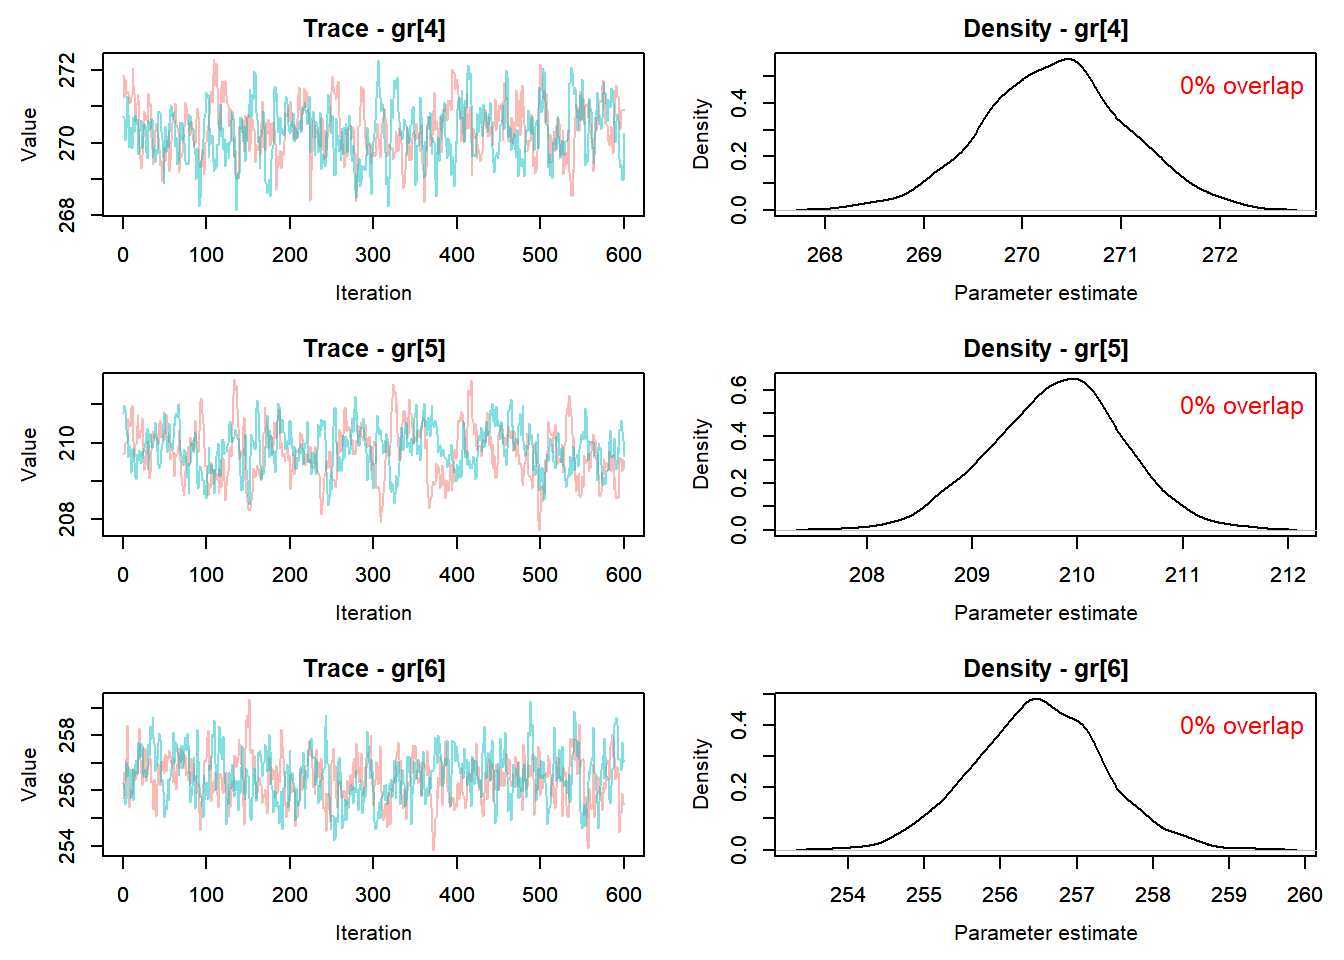 Trace - gr[4]
Value
268
270
272
0 100 200 300 400 500 600
Iteration
Density - gr[4]
0% overlap
Density
0.0
0.2
0.4
268 269 270 271 272
Parameter estimate
Trace - gr[5]
Value
208
210
0 100 200 300 400 500 600
Iteration
Density - gr[5]
0% overlap
Density
0.0
0.2
0.4
0.6
208 209 210 211 212
Parameter estimate
Trace - gr[6]
Value
254
256
258
0 100 200 300 400 500 600
Iteration
Density - gr[6]
0% overlap
Density
0.0
0.2
0.4
254 255 256 257 258 259 260
Parameter estimate